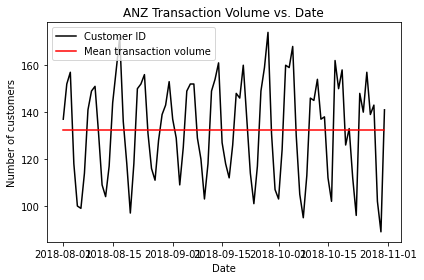 ANZ Transaction Volume vs. Date
Customer ID
Mean transaction volume
Number of customers
160
140
120
100
2018-08-01
2018-08-15
2018-09-01
2018-09-15
2018-10-01
2018-10-15
2018-11-01
Date